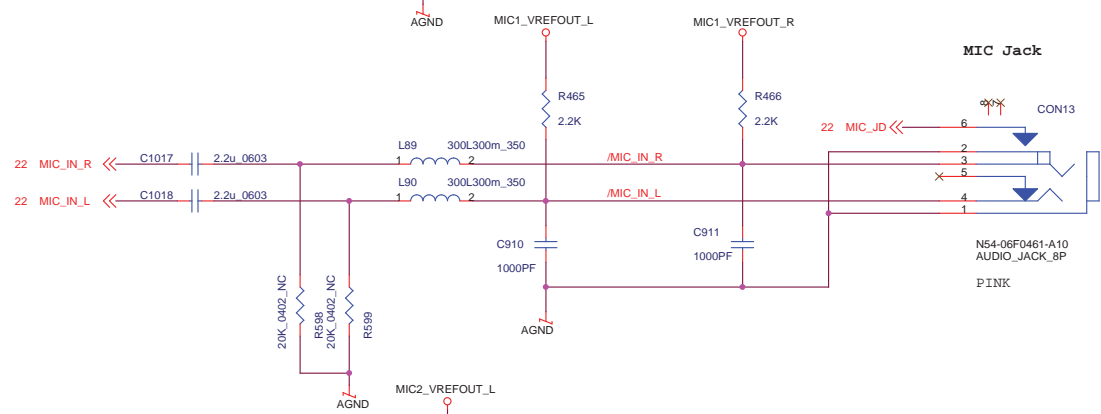 AGND
MIC1_VREFOUT_L
MIC1_VREFOUT_R
MIC Jack
R465
2.2K
R466
2.2K
8
7
CON13
22 MIC_JD
6
L89
300L300m_350
22 MIC_IN_R
C1017
2.2u_0603
1
2
/MIC_IN_R
2
3
5
L90
300L300m_350
22 MIC_IN_L
C1018
2.2u_0603
1
2
/MIC_IN_L
4
1
C910
1000PF
C911
1000PF
N54-06F0461-A10
AUDIO_JACK_8P
PINK
20K_0402_NC
R598
20K_0402_NC
R599
AGND
AGND
MIC2_VREFOUT_L